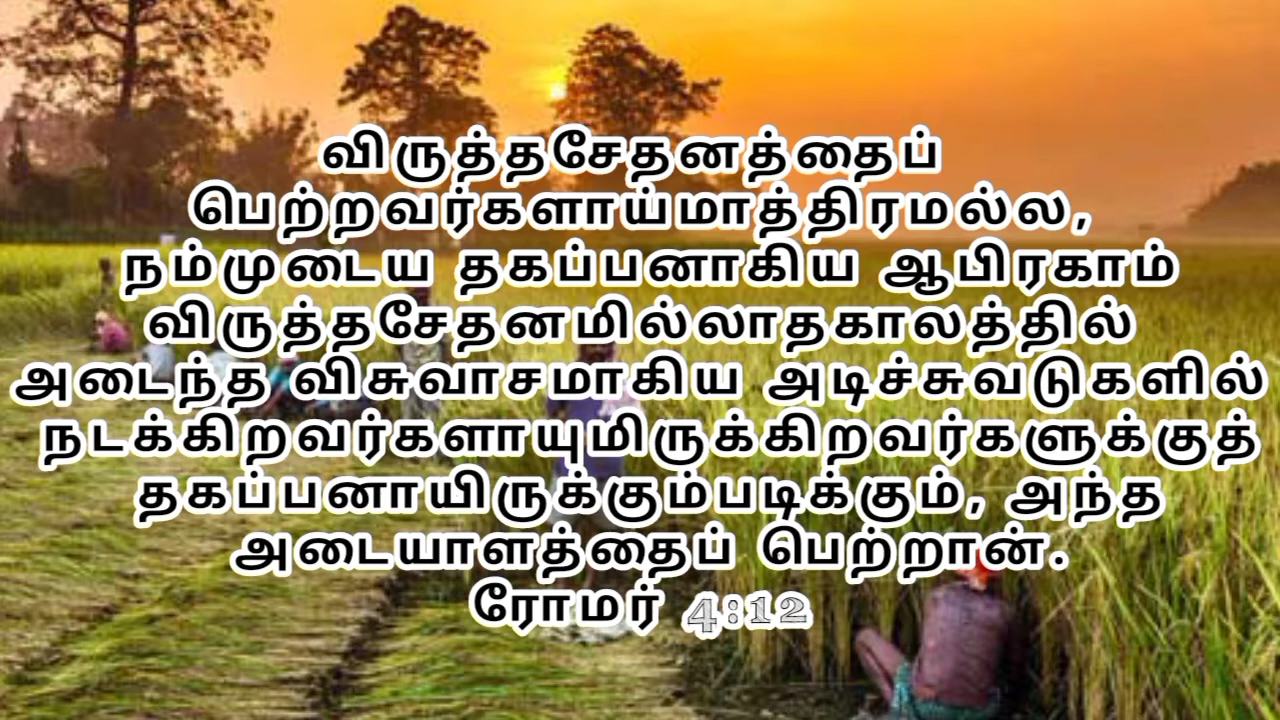 விருத்தசேதனத்தைப்
பெற்றவர்களாய்மாத்திரமல்ல,
நம்முடைய தகப்பனாகிய ஆபிரகாம்
விருத்தசேதனமில்லாதகாலத்தில்
அடைந்த விசுவாசமாகிய அடிச்சுவடுகளில்
நடக்கிறவர்களாயுமிருக்கிறவர்களுக்குத்
தகப்பனாயிருக்கும்படிக்கும், அந்த
அடையாளத்தைப் பெற்றான்.
ரோமர் 4:12